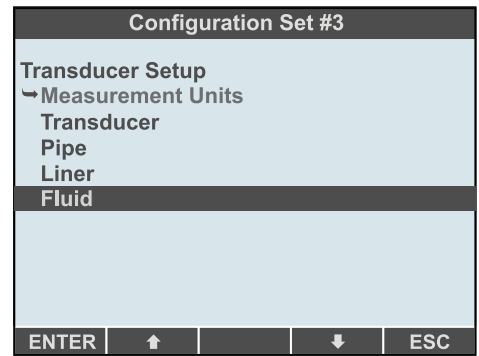 Configuration Set #3
Transducer Setup
Measurement Units
Transducer
Pipe
Liner
Fluid
ENTER ESC